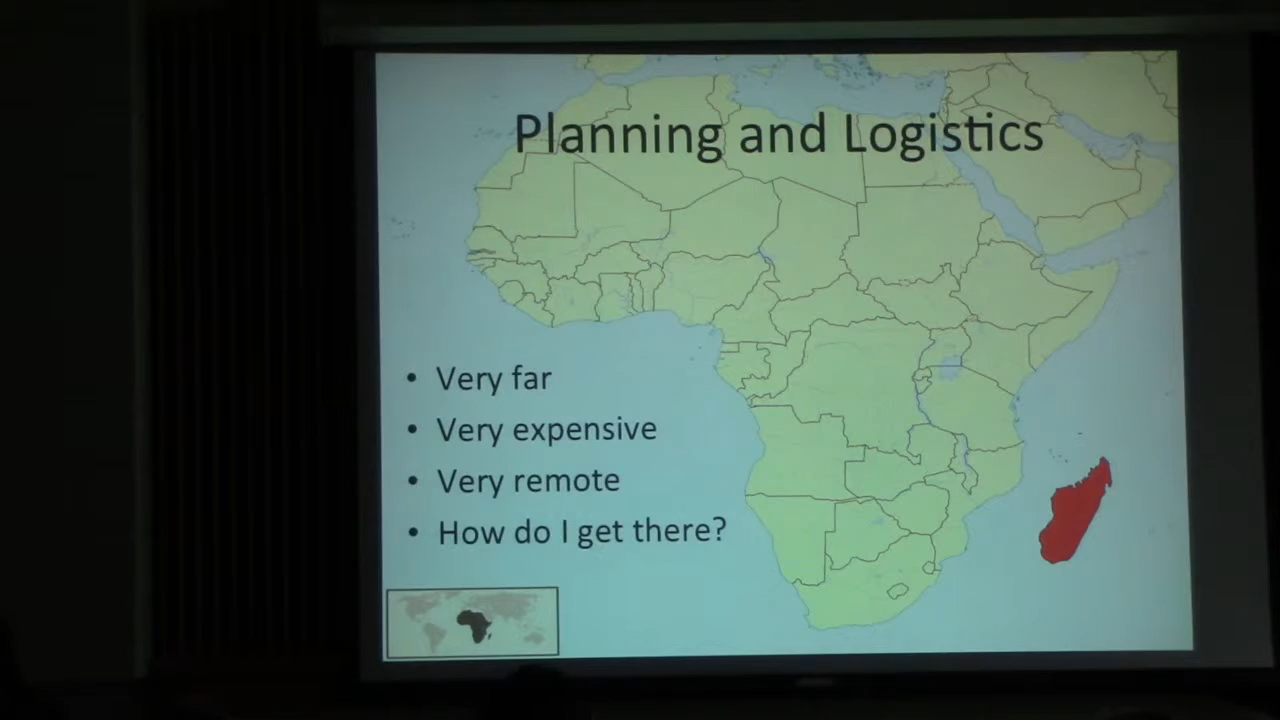 Planning and Logistics
• Very far
• Very expensive
• Very remote
• How do I get there?